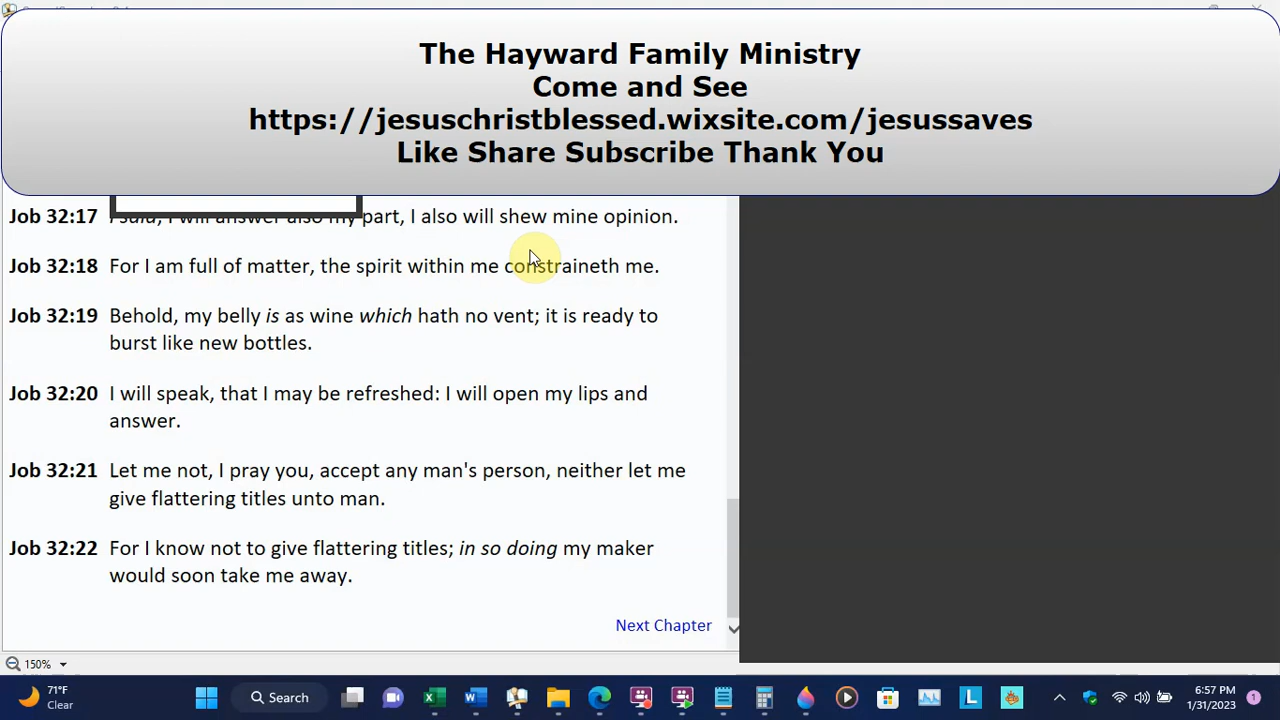 The Hayward Family Ministry
Come and See
https://jesuschristblessed.wixsite.com/jesussaves
Like Share Subscribe Thank You
Job 32:17 I said, I will answer also my part, I also will shew mine opinion.
Job 32:18 For I am full of matter, the spirit within me constraineth me.
Job 32:19 Behold, my belly is as wine which hath no vent; it is ready to
burst like new bottles.
Job 32:20 I will speak, that I may be refreshed: I will open my lips and
answer.
Job 32:21 Let me not, I pray you, accept any man's person, neither let me
give flattering titles unto man.
Job 32:22 For I know not to give flattering titles; in so doing my maker
would soon take me away.
Next Chapter
150%
71°F
Clear
Search
6:57 PM
1/31/2023
1